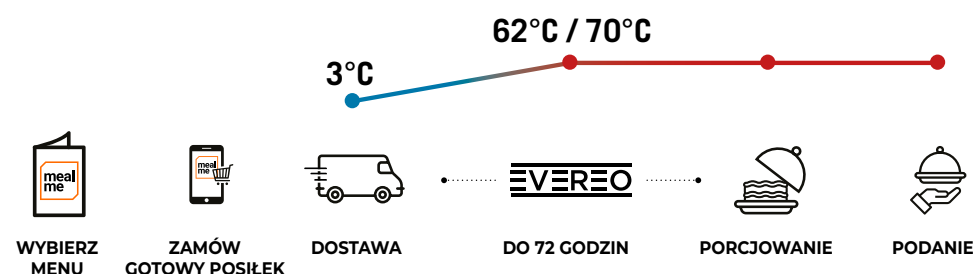 62°C / 70°C
3°C
meal
me
meal
me
EVEREO
WYBIERZ
MENU
ZAMÓW
GOTOWY POSIŁEK
DOSTAWA
DO 72 GODZIN
PORCJOWANIE
PODANIE